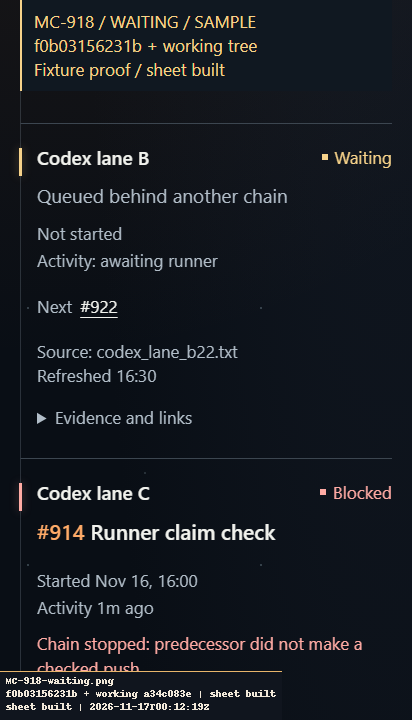 MC-918 / WAITING / SAMPLE
f0b03156231b + working tree
Fixture proof / sheet built
Codex lane B
Waiting
Queued behind another chain
Not started
Activity: awaiting runner
Next #922
Source: codex_lane_b22.txt
Refreshed 16:30
Evidence and links
Codex lane C
Blocked
#914 Runner claim check
Started Nov 16, 16:00
Activity 1m ago
Chain stopped: predecessor did not make a
checked push
MC-918-waiting.png
f0b03156231b + working a34c083e | sheet built
sheet built | 2026-11-17T00:12:19Z